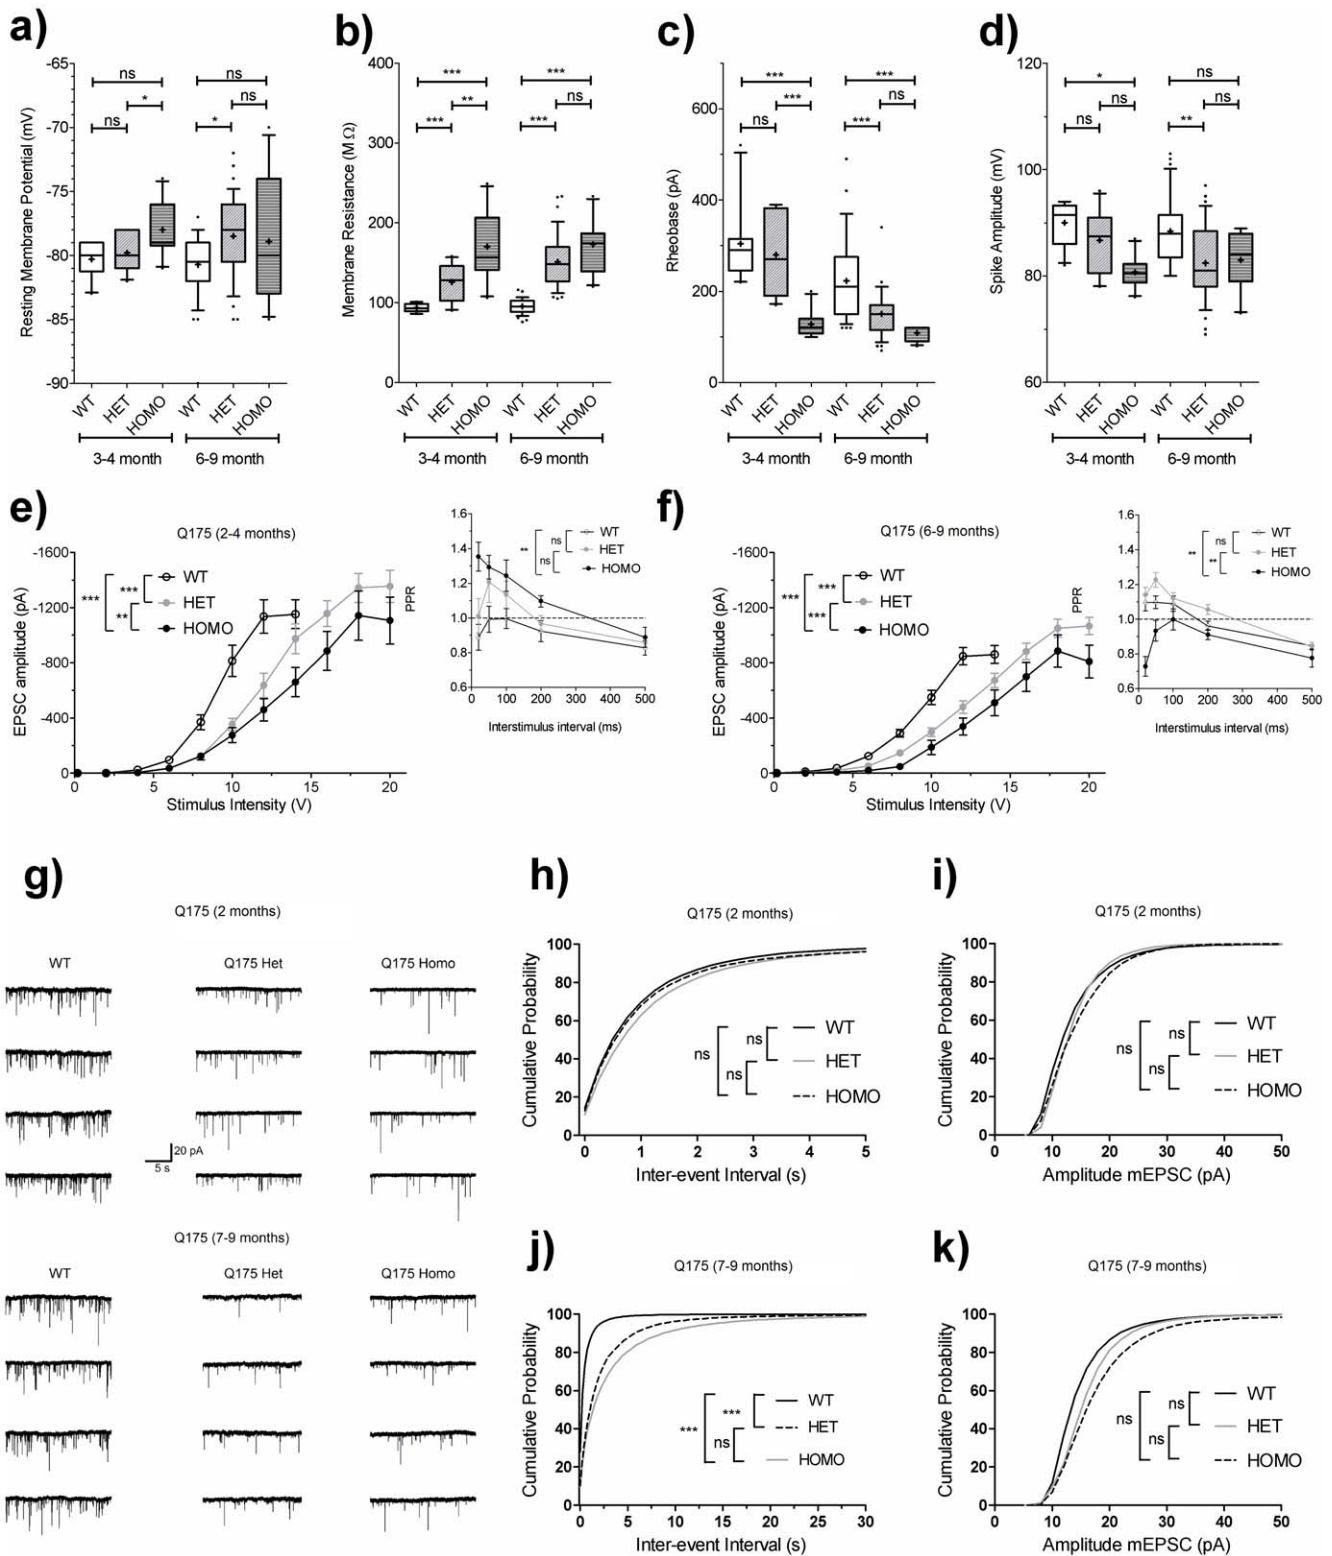 a)
b)
c)
d)
Resting Membrane Potential (mV)
-65
-70
-75
-80
-85
-90
ns
ns
*
ns
ns
ns
*
WT
HET
HOMO
WT
HET
HOMO
3-4 month
6-9 month
Membrane Resistance (M Ω)
400
300
200
100
0
***
**
***
***
ns
***
WT
HET
HOMO
WT
HET
HOMO
3-4 month
6-9 month
Rheobase (pA)
600
400
200
0
***
***
ns
***
ns
***
WT
HET
HOMO
WT
HET
HOMO
3-4 month
6-9 month
Spike Amplitude (mV)
120
100
80
60
*
ns
ns
ns
ns
**
WT
HET
HOMO
WT
HET
HOMO
3-4 month
6-9 month
e)
Q175 (2-4 months)
EPSC amplitude (pA)
-1600
-1200
-800
-400
0
0
5
10
15
20
Stimulus Intensity (V)
***
***
**
WT
HET
HOMO
PPR
1.6
1.4
1.2
1.0
0.8
0.6
0
100
200
300
400
500
Interstimulus interval (ms)
**
ns
ns
WT
HET
HOMO
f)
Q175 (6-9 months)
EPSC amplitude (pA)
-1600
-1200
-800
-400
0
0
5
10
15
20
Stimulus Intensity (V)
***
***
***
WT
HET
HOMO
PPR
1.6
1.4
1.2
1.0
0.8
0.6
0
100
200
300
400
500
Interstimulus interval (ms)
**
ns
**
WT
HET
HOMO
g)
Q175 (2 months)
WT
Q175 Het
Q175 Homo
20 pA
5 s
Q175 (7-9 months)
WT
Q175 Het
Q175 Homo
h)
Q175 (2 months)
Cumulative Probability
100
80
60
40
20
0
0
1
2
3
4
5
Inter-event Interval (s)
ns
ns
ns
WT
HET
HOMO
i)
Q175 (2 months)
Cumulative Probability
100
80
60
40
20
0
0
10
20
30
40
50
Amplitude mEPSC (pA)
ns
ns
ns
WT
HET
HOMO
j)
Q175 (7-9 months)
Cumulative Probability
100
80
60
40
20
0
0
5
10
15
20
25
30
Inter-event Interval (s)
***
***
ns
WT
HET
HOMO
k)
Q175 (7-9 months)
Cumulative Probability
100
80
60
40
20
0
0
10
20
30
40
50
Amplitude mEPSC (pA)
ns
ns
ns
WT
HET
HOMO